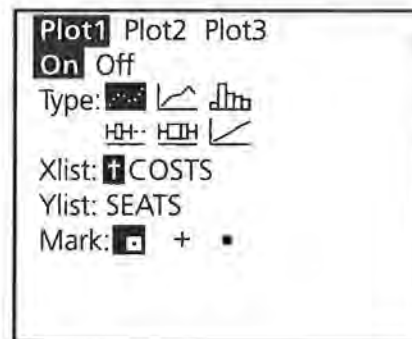 Plot1 Plot2 Plot3
On Off
Type:
Xlist: COSTS
Ylist: SEATS
Mark: + ▪